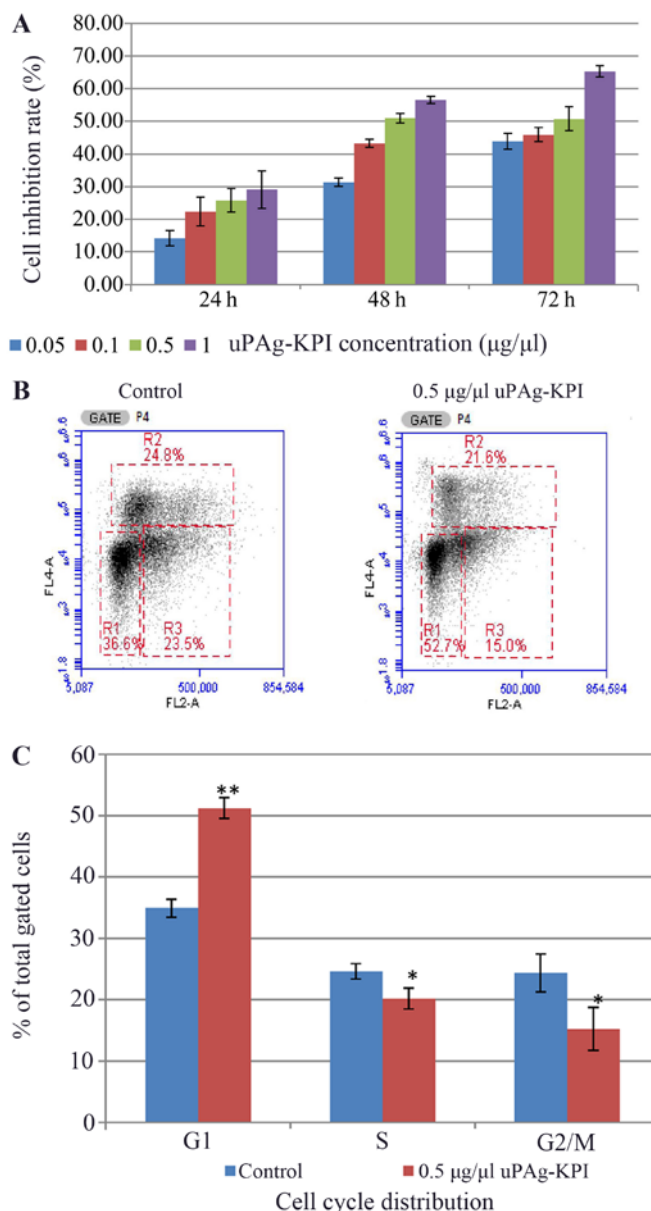 A
80.00
70.00
60.00
50.00
40.00
30.00
20.00
10.00
0.00
Cell inhibition rate (%)
24 h 48 h 72 h
0.05 0.1 0.5 1 uPAg-KPI concentration (µg/µl)
B
Control 0.5 µg/µl uPAg-KPI
GATE P4
R2
24.8%
R1
36.6%
R3
23.5%
FL4-A
5,087 500,000 854,584
FL2-A
GATE P4
R2
21.6%
R1
52.7%
R3
15.0%
FL4-A
5,087 500,000 854,584
FL2-A
C
60
50
40
30
20
10
0
% of total gated cells
**
*
*
G1 S G2/M
Control 0.5 µg/µl uPAg-KPI
Cell cycle distribution